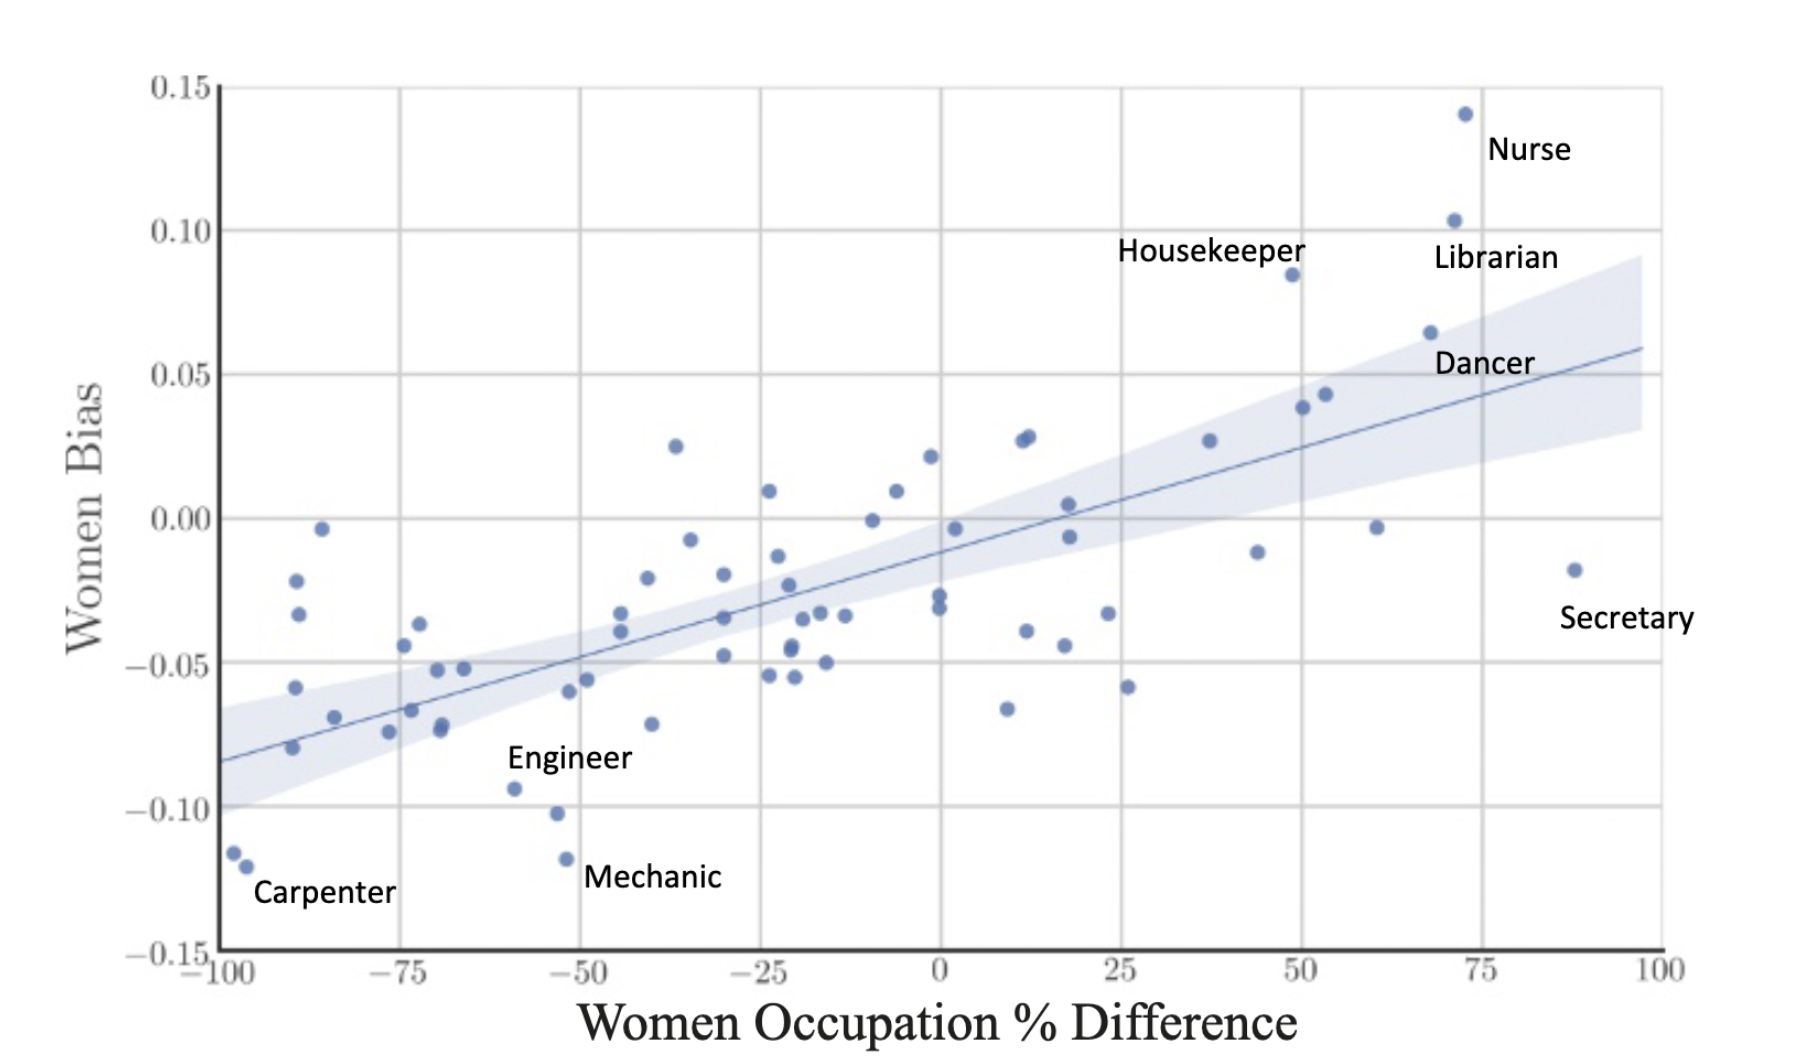 0.15
Nurse
0.10
Housekeeper
Librarian
0.05
Dancer
Women Bias
0.00
Secretary
−0.05
Engineer
−0.10
Mechanic
Carpenter
−0.15
−100 −75 −50 −25 0 25 50 75 100
Women Occupation % Difference